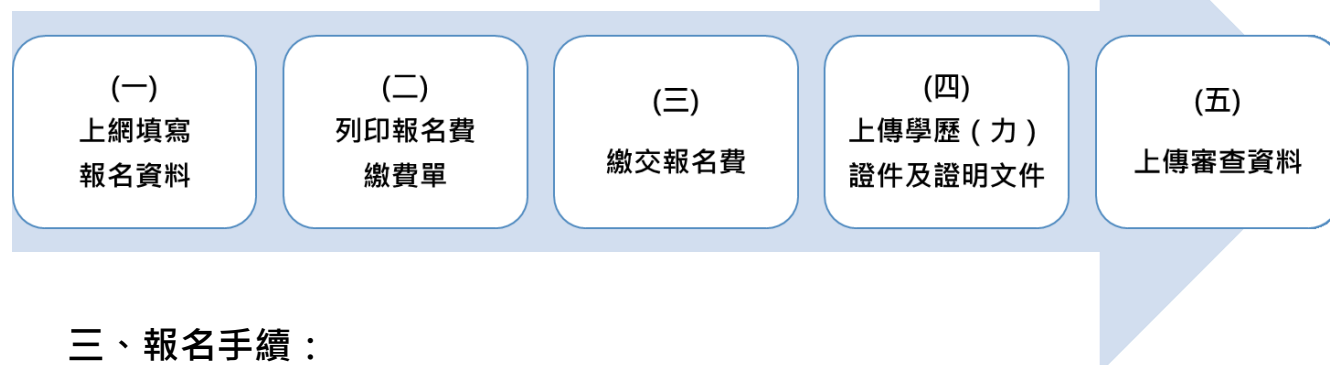 (一)
上網填寫
報名資料
(二)
列印報名費
繳費單
(三)
繳交報名費
(四)
上傳學歷（力）
證件及證明文件
(五)
上傳審查資料
三、報名手續：